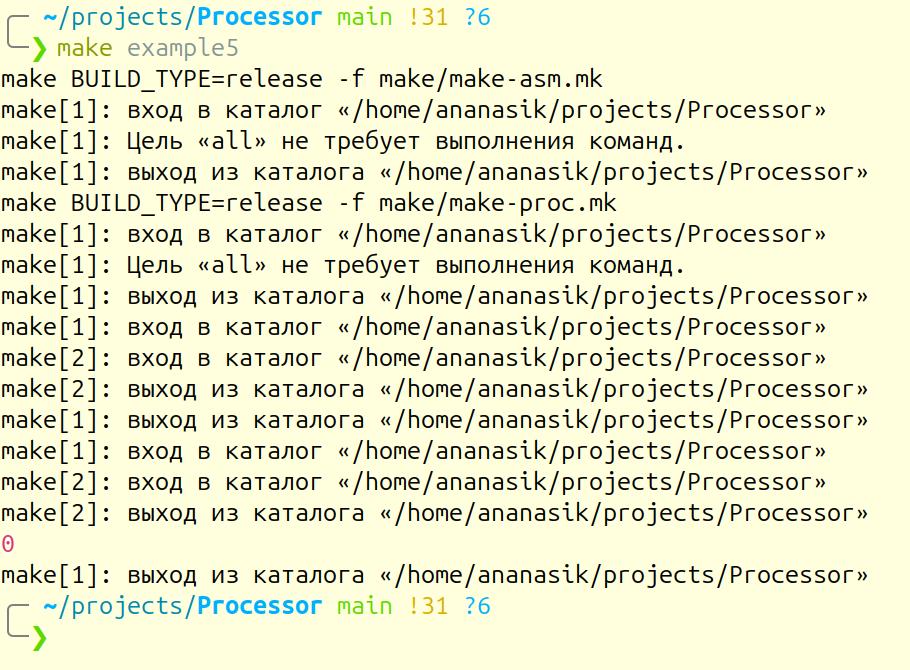 ~/projects/Processor main !31 ?6
❯ make example5
make BUILD_TYPE=release -f make/make-asm.mk
make[1]: вход в каталог «/home/ananasik/projects/Processor»
make[1]: Цель «all» не требует выполнения команд.
make[1]: выход из каталога «/home/ananasik/projects/Processor»
make BUILD_TYPE=release -f make/make-proc.mk
make[1]: вход в каталог «/home/ananasik/projects/Processor»
make[1]: Цель «all» не требует выполнения команд.
make[1]: выход из каталога «/home/ananasik/projects/Processor»
make[1]: вход в каталог «/home/ananasik/projects/Processor»
make[2]: вход в каталог «/home/ananasik/projects/Processor»
make[2]: выход из каталога «/home/ananasik/projects/Processor»
make[1]: выход из каталога «/home/ananasik/projects/Processor»
make[1]: вход в каталог «/home/ananasik/projects/Processor»
make[2]: вход в каталог «/home/ananasik/projects/Processor»
make[2]: выход из каталога «/home/ananasik/projects/Processor»
0
make[1]: выход из каталога «/home/ananasik/projects/Processor»
~/projects/Processor main !31 ?6
❯